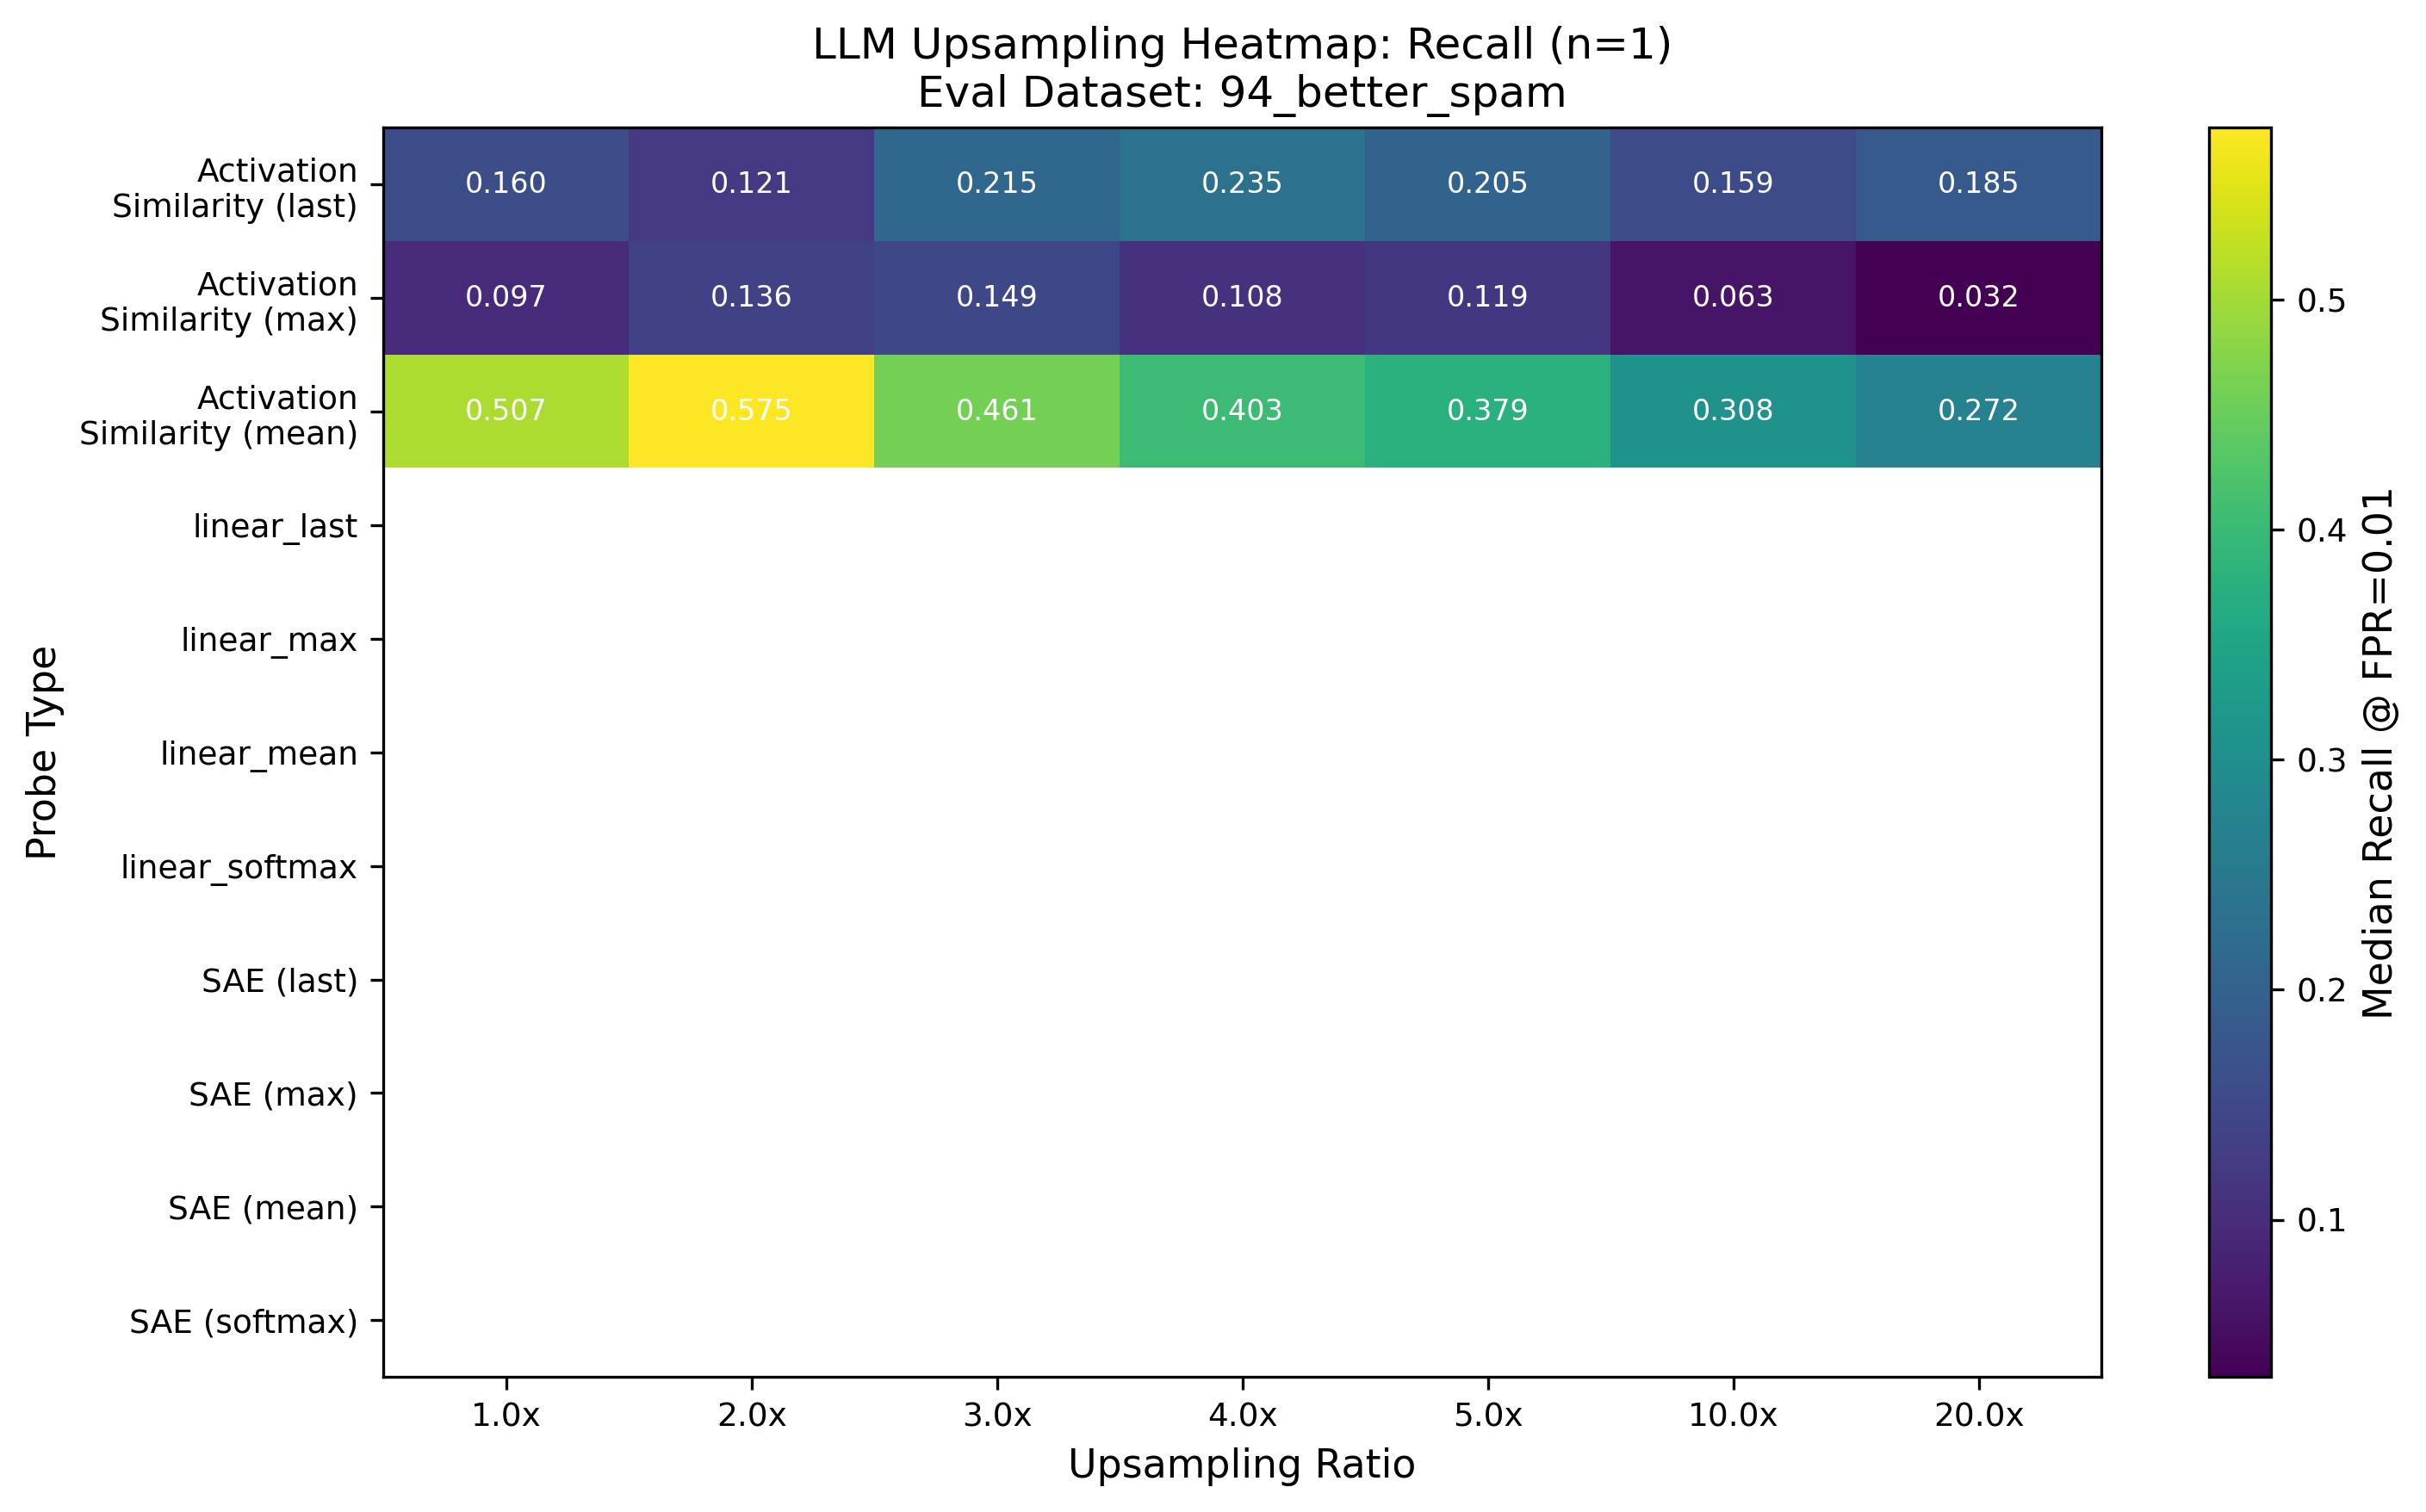 LLM Upsampling Heatmap: Recall (n=1)
Eval Dataset: 94_better_spam
Probe Type
Activation
Similarity (last)
0.160 0.121 0.215 0.235 0.205 0.159 0.185
Activation
Similarity (max)
0.097 0.136 0.149 0.108 0.119 0.063 0.032
Activation
Similarity (mean)
0.507 0.575 0.461 0.403 0.379 0.308 0.272
linear_last
linear_max
linear_mean
linear_softmax
SAE (last)
SAE (max)
SAE (mean)
SAE (softmax)
1.0x 2.0x 3.0x 4.0x 5.0x 10.0x 20.0x
Upsampling Ratio
0.5
0.4
0.3
0.2
0.1
Median Recall @ FPR=0.01